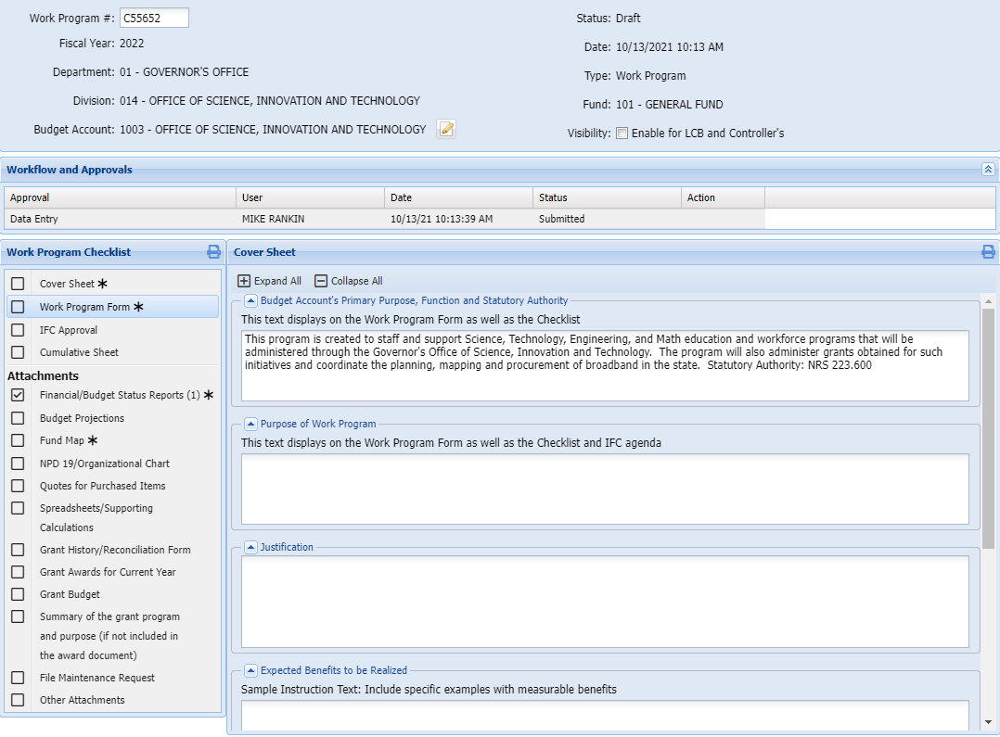 Work Program #: C55652
Status: Draft
Fiscal Year: 2022
Date: 10/13/2021 10:13 AM
Department: 01 - GOVERNOR'S OFFICE
Type: Work Program
Division: 014 - OFFICE OF SCIENCE, INNOVATION AND TECHNOLOGY
Fund: 101 - GENERAL FUND
Budget Account: 1003 - OFFICE OF SCIENCE, INNOVATION AND TECHNOLOGY
Visibility: Enable for LCB and Controller's
Workflow and Approvals
Approval User Date Status Action
Data Entry MIKE RANKIN 10/13/21 10:13:39 AM Submitted
Work Program Checklist
Cover Sheet *
Work Program Form *
IFC Approval
Cumulative Sheet
Attachments
Financial/Budget Status Reports (1) *
Budget Projections
Fund Map *
NPD 19/Organizational Chart
Quotes for Purchased Items
Spreadsheets/Supporting
Calculations
Grant History/Reconciliation Form
Grant Awards for Current Year
Grant Budget
Summary of the grant program
and purpose (if not included in
the award document)
File Maintenance Request
Other Attachments
Cover Sheet
Expand All Collapse All
Budget Account's Primary Purpose, Function and Statutory Authority
This text displays on the Work Program Form as well as the Checklist
This program is created to staff and support Science, Technology, Engineering, and Math education and workforce programs that will be
administered through the Governor's Office of Science, Innovation and Technology. The program will also administer grants obtained for such
initiatives and coordinate the planning, mapping and procurement of broadband in the state. Statutory Authority: NRS 223.600
Purpose of Work Program
This text displays on the Work Program Form as well as the Checklist and IFC agenda
Justification
Expected Benefits to be Realized
Sample Instruction Text: Include specific examples with measurable benefits